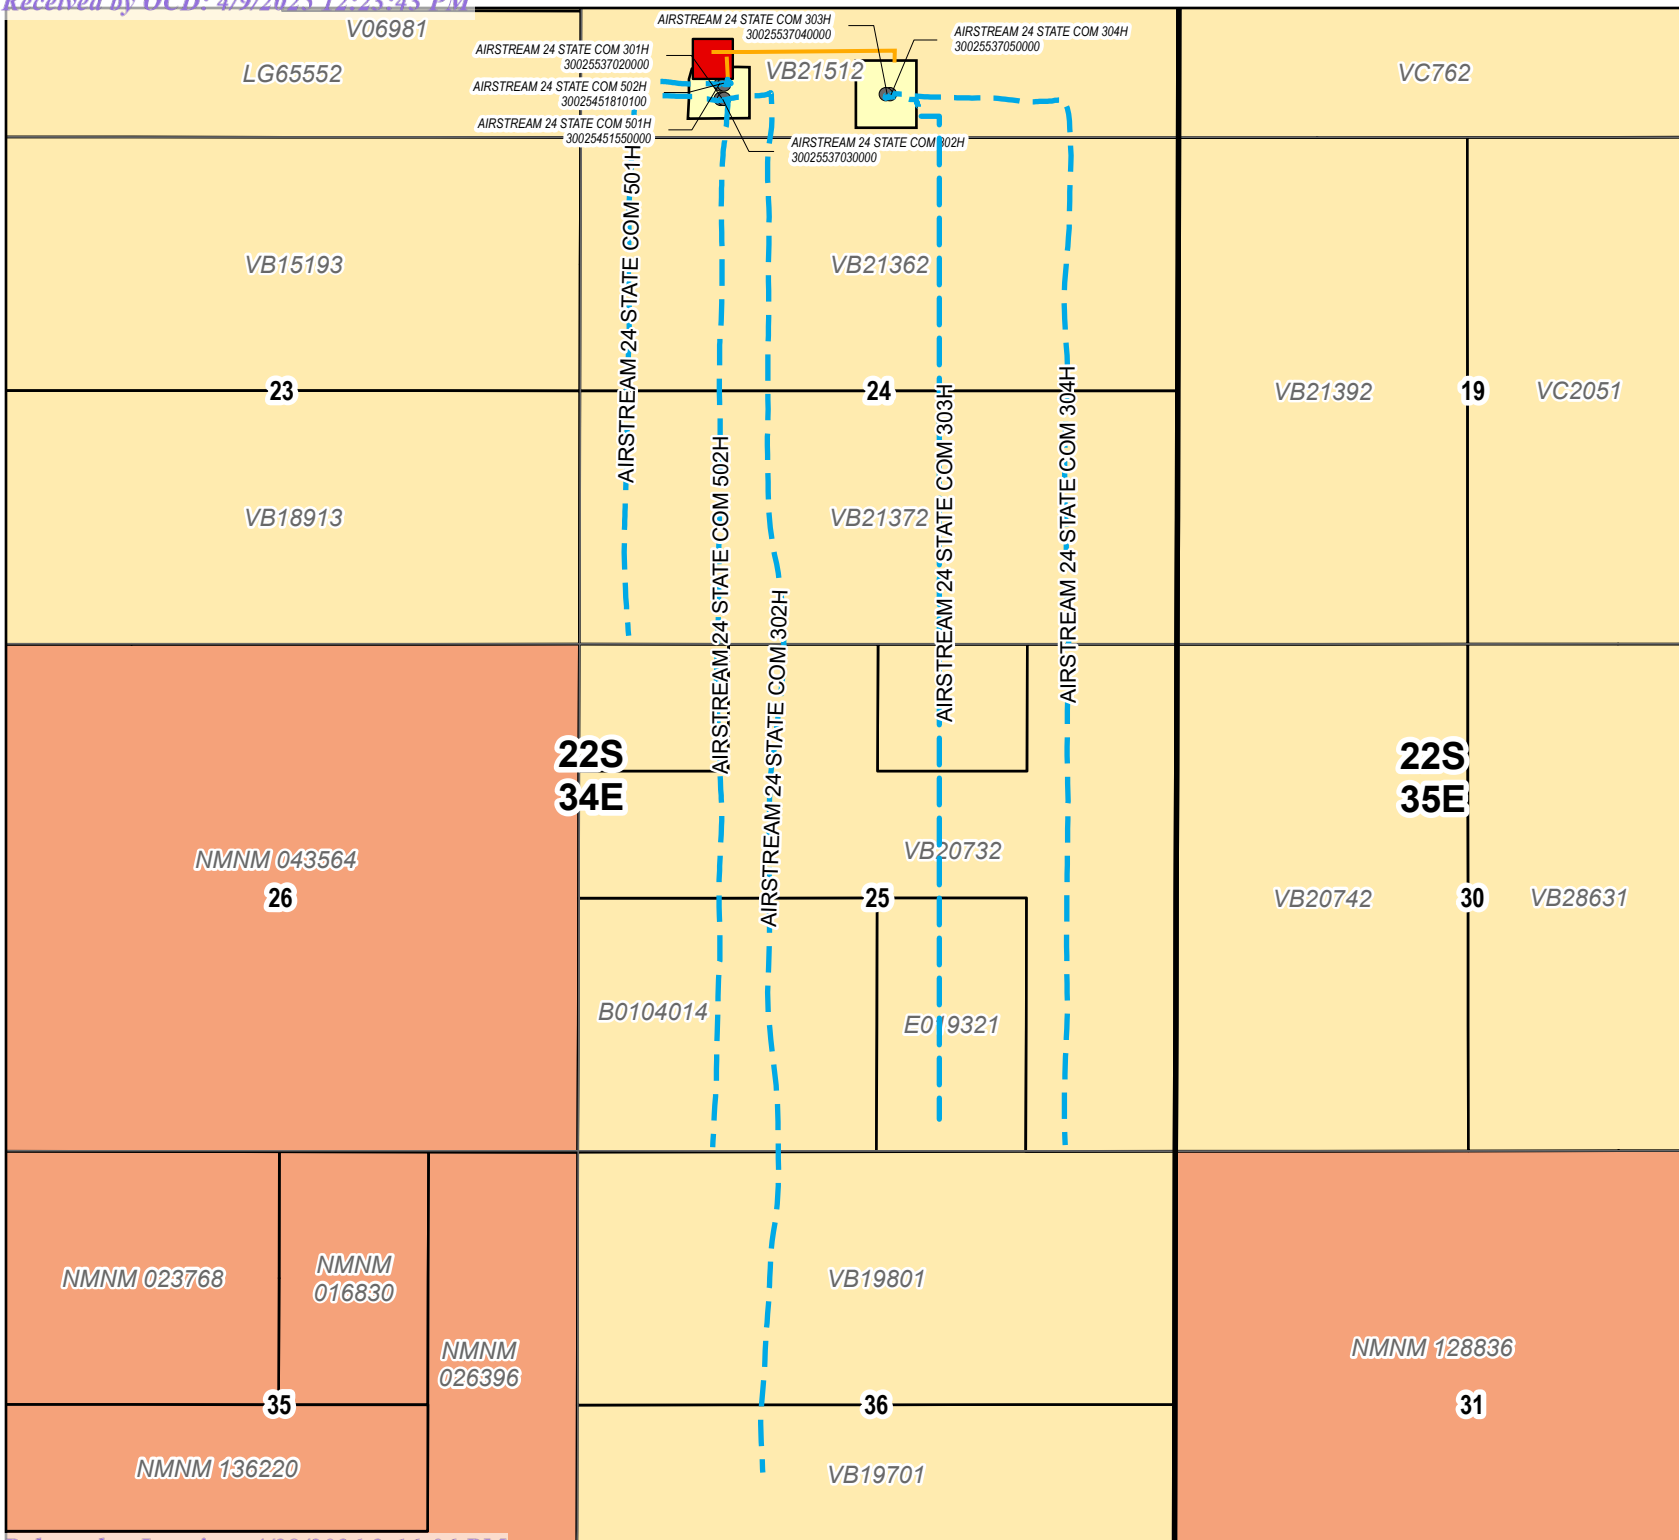 Received by OCD: 4/9/2025 12:23:45 PM
V06981
LG65552
AIRSTREAM 24 STATE COM 303H
30025537040000
AIRSTREAM 24 STATE COM 304H
30025537050000
AIRSTREAM 24 STATE COM 301H
30025537020000
VB21512
VC762
AIRSTREAM 24 STATE COM 502H
30025451810100
AIRSTREAM 24 STATE COM 501H
30025451550000
AIRSTREAM 24 STATE COM 302H
30025537030000
AIRSTREAM 24 STATE COM 501H
VB15193
VB21362
23
24
VB21392
19
VC2051
AIRSTREAM 24 STATE COM 502H
AIRSTREAM 24 STATE COM 303H
AIRSTREAM 24 STATE COM 304H
VB18913
VB21372
AIRSTREAM 24 STATE COM 302H
22S
34E
22S
35E
NMNM 043564
26
VB20732
25
VB20742
30
VB28631
B0104014
E019321
NMNM 023768
NMNM
016830
NMNM
026396
VB19801
NMNM 128836
35
36
31
NMNM 136220
VB19701